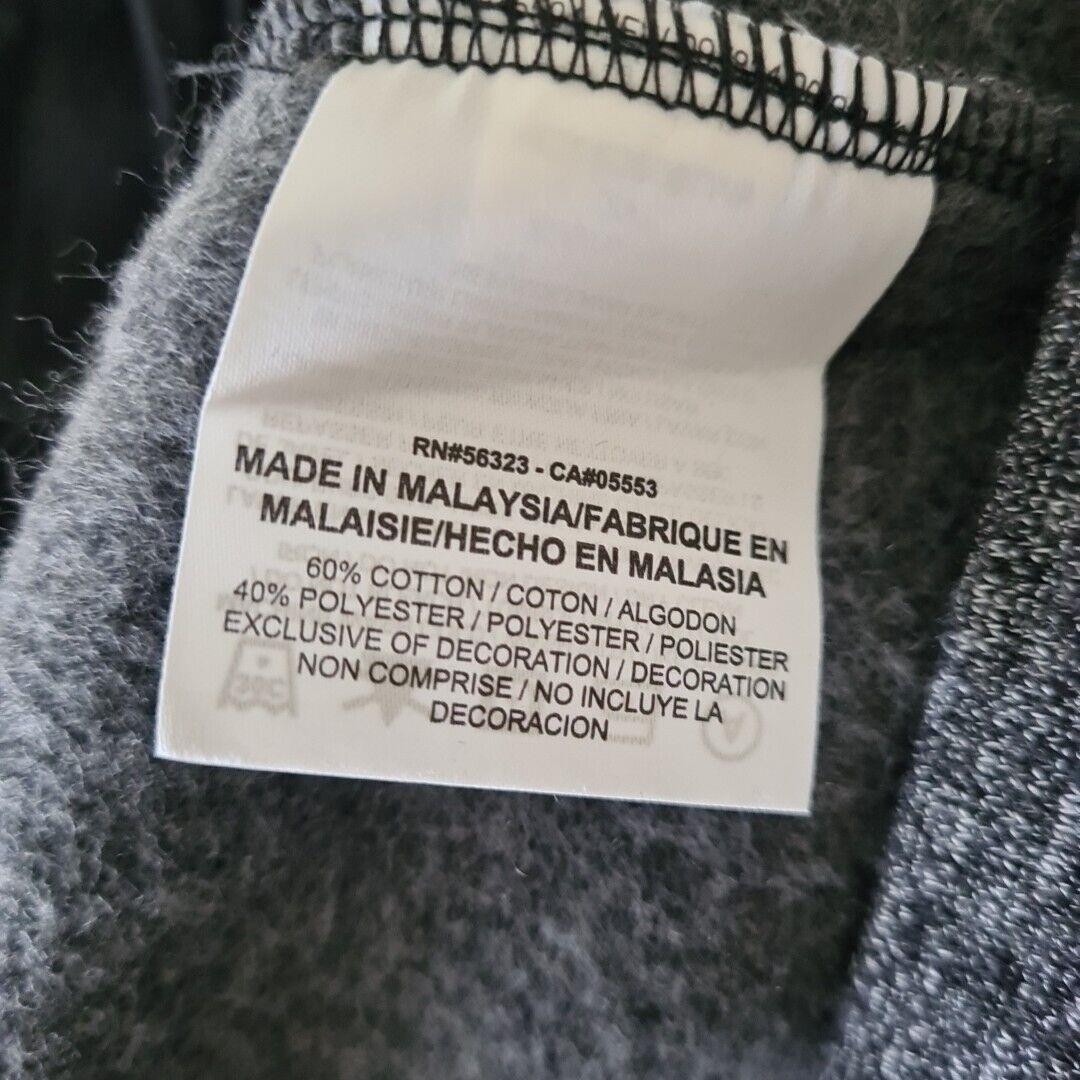 RN#56323 - CA#05553
MADE IN MALAYSIA/FABRIQUE EN
MALAISIE/HECHO EN MALASIA
60% COTTON / COTON / ALGODON
40% POLYESTER / POLYESTER / POLIESTER
EXCLUSIVE OF DECORATION / DECORATION
NON COMPRISE / NO INCLUYE LA
DECORACION